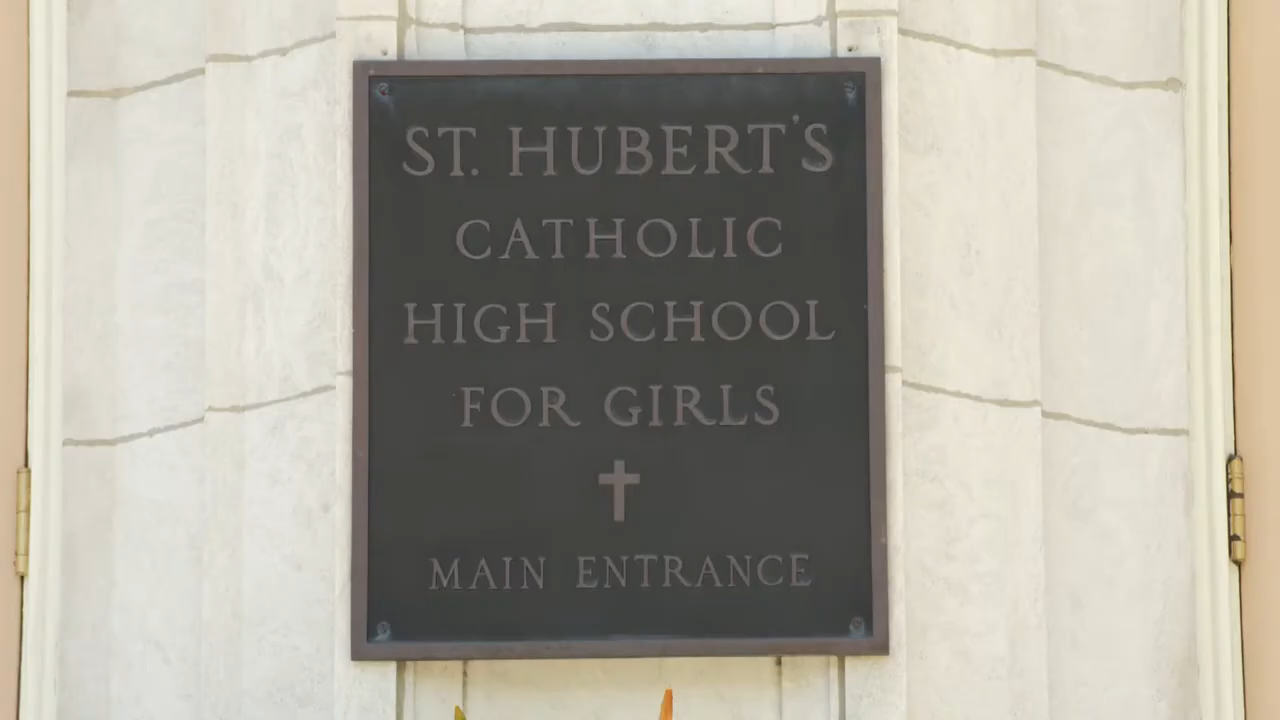 ST. HUBERT'S
CATHOLIC
HIGH SCHOOL
FOR GIRLS
MAIN ENTRANCE